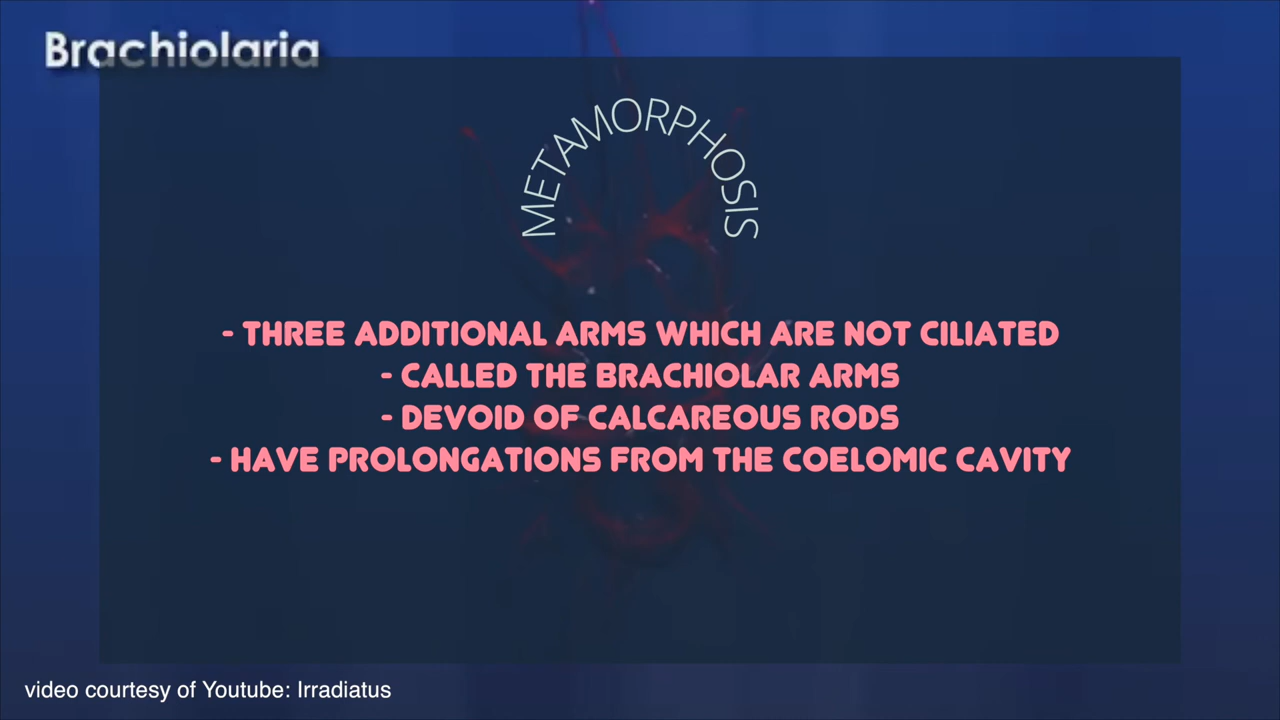 Brachiolaria
METAMORPHOSIS
- THREE ADDITIONAL ARMS WHICH ARE NOT CILIATED
- CALLED THE BRACHIOLAR ARMS
- DEVOID OF CALCAREOUS RODS
- HAVE PROLONGATIONS FROM THE COELOMIC CAVITY
video courtesy of Youtube: Irradiatus